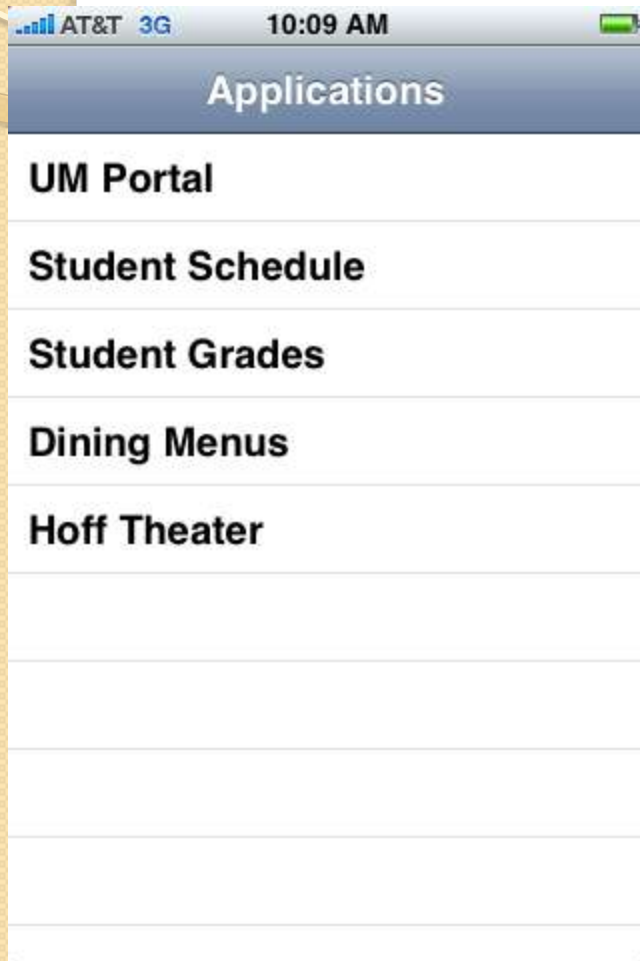 AT&T 3G 10:09 AM
Applications
UM Portal
Student Schedule
Student Grades
Dining Menus
Hoff Theater